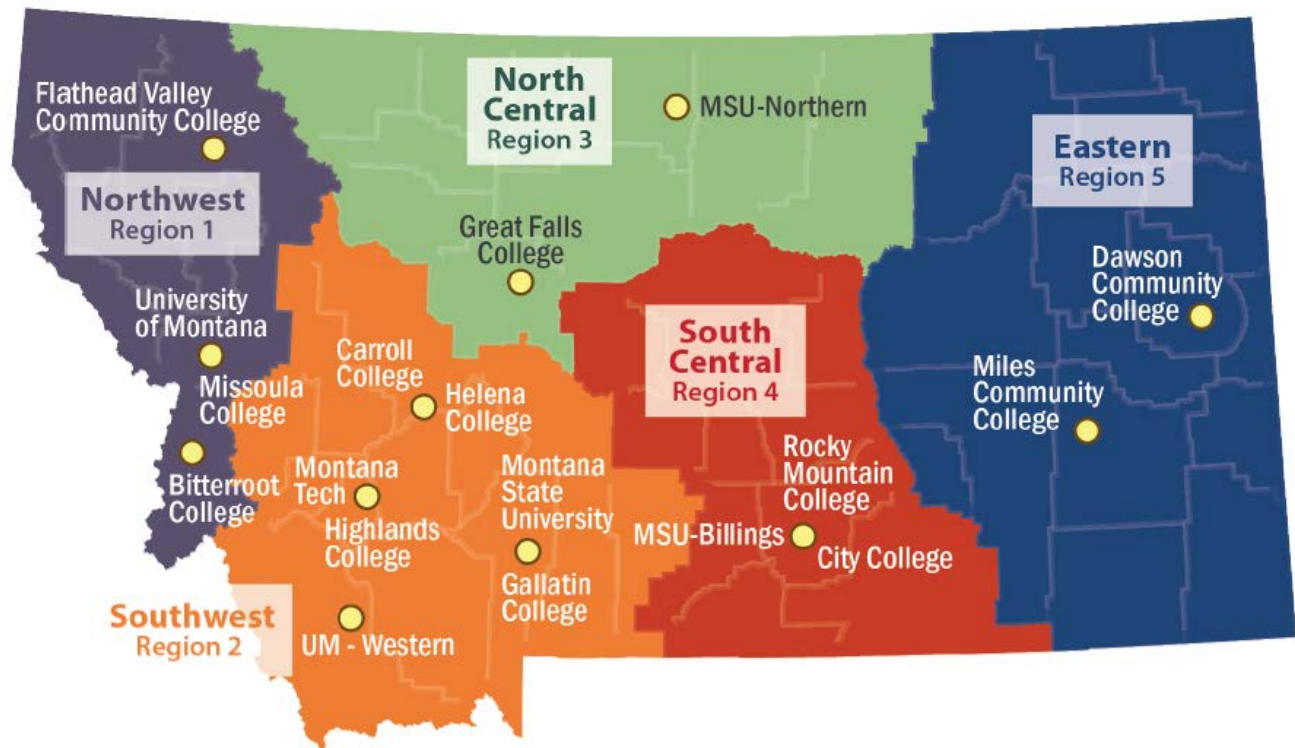 Flathead Valley
Community College
Northwest
Region 1
University
of Montana
Missoula
College
Bitterroot
College
North
Central
Region 3
MSU-Northern
Great Falls
College
Eastern
Region 5
Dawson
Community
College
Miles
Community
College
South
Central
Region 4
Rocky
Mountain
College
MSU-Billings
City College
Carroll
College
Helena
College
Montana
Tech
Highlands
College
Montana
State
University
Gallatin
College
Southwest
Region 2
UM - Western